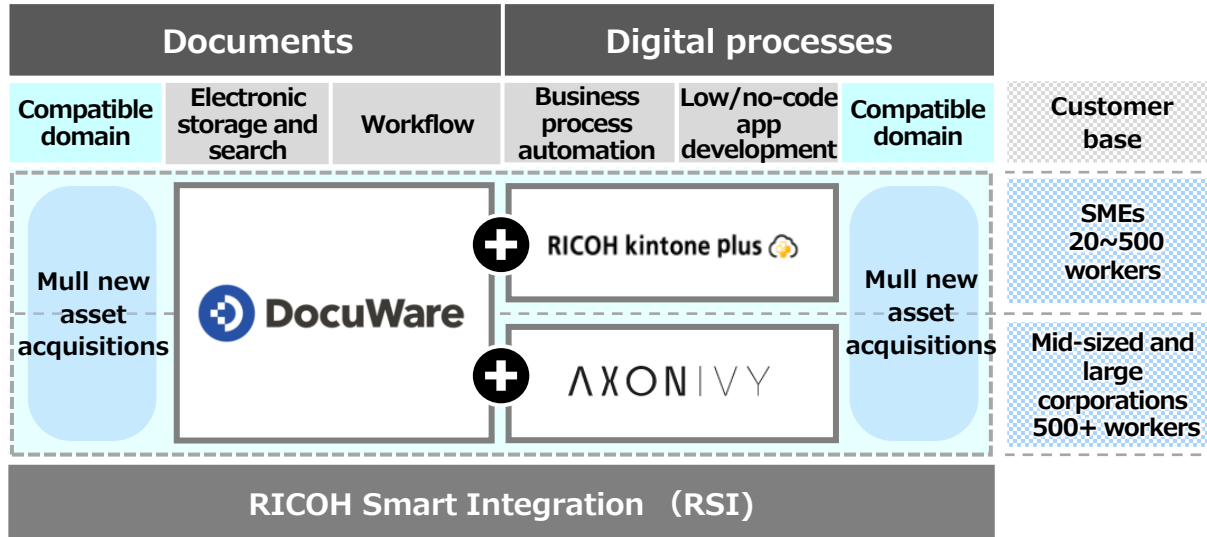 Documents
Digital processes
Compatible
domain
Electronic
storage and
search
Workflow
Business
process
automation
Low/no-code
app
development
Compatible
domain
Customer
base
Mull new
asset
acquisitions
DocuWare
RICOH kintone plus
AXONIVY
Mull new
asset
acquisitions
SMEs
20~500
workers
Mid-sized and
large
corporations
500+ workers
RICOH Smart Integration （RSI)